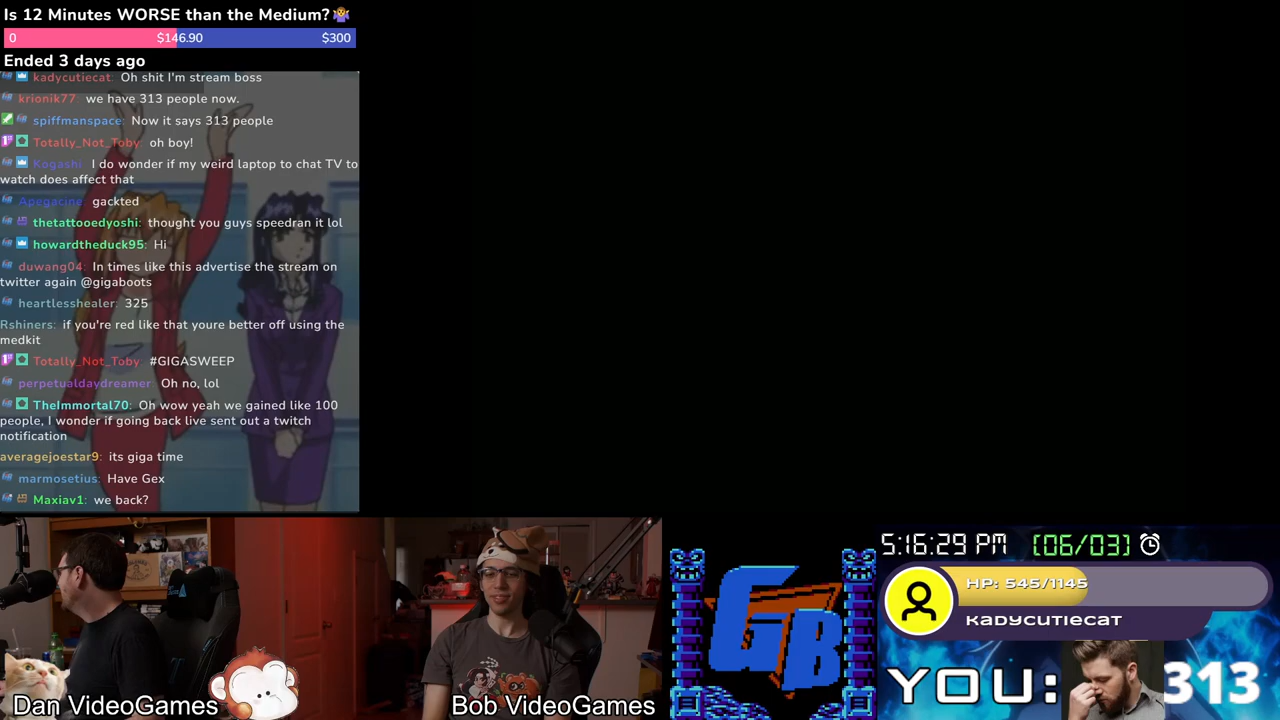 Is 12 Minutes WORSE than the Medium?🤷‍♀️
0 $146.90 $300
Ended 3 days ago
kadycutiecat: Oh shit I'm stream boss
krionik77: we have 313 people now.
spiffmanspace: Now it says 313 people
Totally_Not_Toby: oh boy!
Kogashi: I do wonder if my weird laptop to chat TV to
watch does affect that
Apegacine: gackted
thetattooedyoshi: thought you guys speedran it lol
howardtheduck95: Hi
duwang04: In times like this advertise the stream on
twitter again @gigaboots
heartlesshealer: 325
Rshiners: if you're red like that youre better off using the
medkit
Totally_Not_Toby: #GIGASWEEP
perpetualdaydreamer: Oh no, lol
TheImmortal70: Oh wow yeah we gained like 100
people, I wonder if going back live sent out a twitch
notification
averagejoestar9: its giga time
marmosetius: Have Gex
Maxiav1: we back?
Dan VideoGames
Bob VideoGames
GB
5:16:29 PM [06/03]
HP: 545/1145
kadycutiecat
YOU: 313